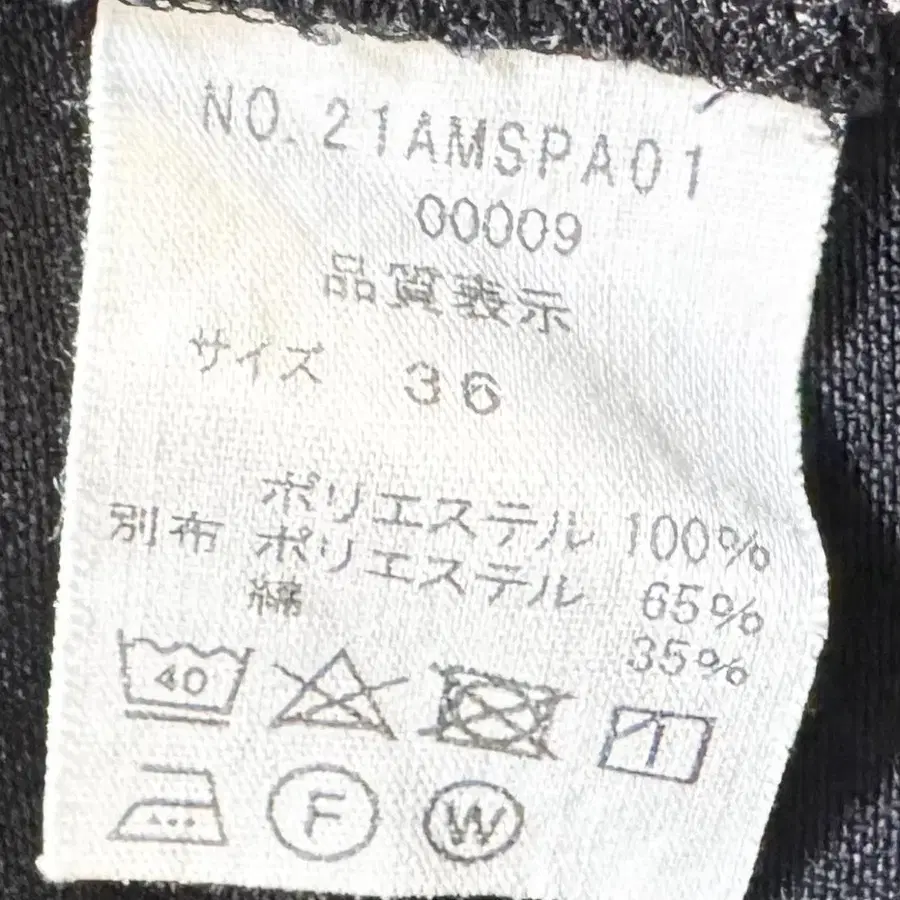 NO. 21AMSPA01
00009
品質表示
サイズ 36
ポリエステル 100%
別布 ポリエステル 65%
綿 35%
40
F W